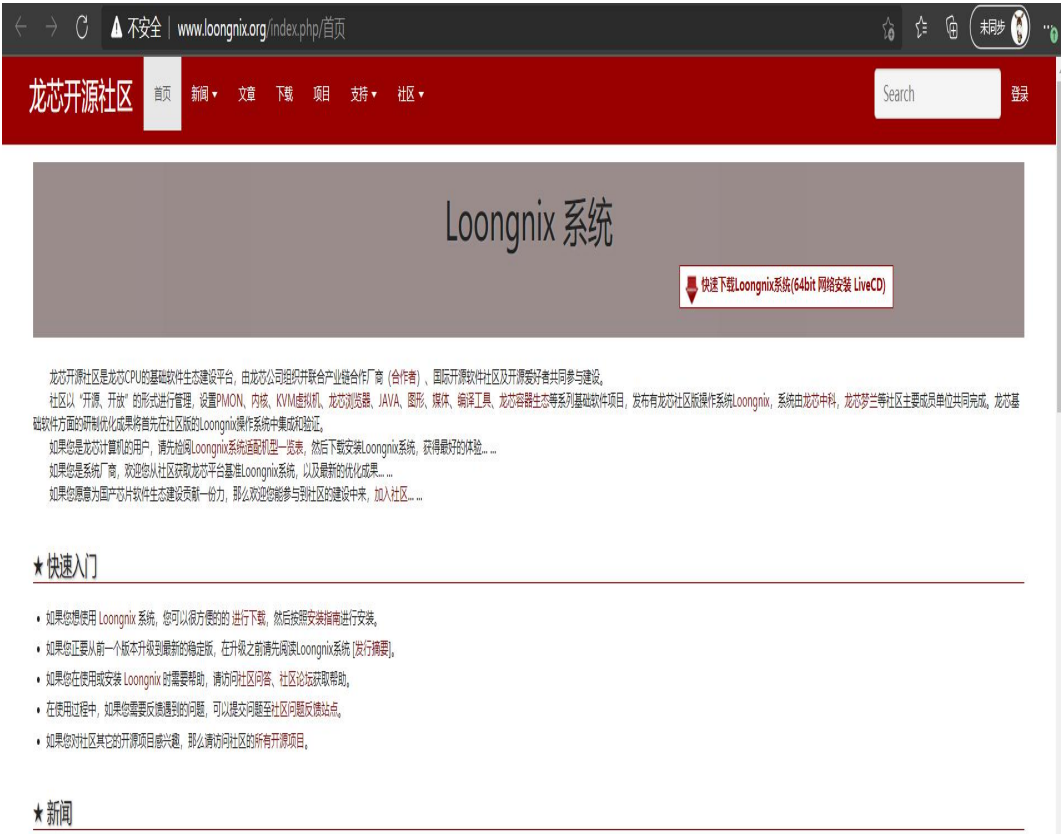 不安全 | www.loongnix.org/index.php/首页
未同步
龙芯开源社区 首页 新闻 文章 下载 项目 支持 社区 Search 登录
Loongnix 系统
快速下载Loongnix系统(64bit 网络安装 LiveCD)
龙芯开源社区是龙芯CPU的基础软件生态建设平台，由龙芯公司组织并联合产业链合作厂商（合作者）、国际开源软件社区及开源爱好者共同参与建设。
社区以“开源、开放”的形式进行管理，设置PMON、内核、KVM虚拟机、龙芯浏览器、JAVA、图形、媒体、编译工具、龙芯容器生态等系列基础软件项目，发布有龙芯社区版操作系统Loongnix，系统由龙芯中科，龙芯梦兰等社区主要成员单位共同完成。龙芯基
础软件方面的研制优化成果将首先在社区版的Loongnix操作系统中集成和验证。
如果您是龙芯计算机的用户，请先检阅Loongnix系统适配机型一览表，然后下载安装Loongnix系统，获得最好的体验... ...
如果您是系统厂商，欢迎您从社区获取龙芯平台基准Loongnix系统，以及最新的优化成果... ...
如果您愿意为国产芯片软件生态建设贡献一份力，那么欢迎您能参与到社区的建设中来，加入社区... ...
★ 快速入门
• 如果您想使用 Loongnix 系统，您可以很方便的的 进行下载，然后按照安装指南进行安装。
• 如果您正要从前一个版本升级到最新的稳定版，在升级之前请先阅读Loongnix系统 [发行摘要]。
• 如果您在使用或安装 Loongnix 时需要帮助，请访问社区问答、社区论坛获取帮助。
• 在使用过程中，如果您需要反馈遇到的问题，可以提交问题至社区问题反馈站点。
• 如果您对社区其它的开源项目感兴趣，那么请访问社区的所有开源项目。
★ 新闻